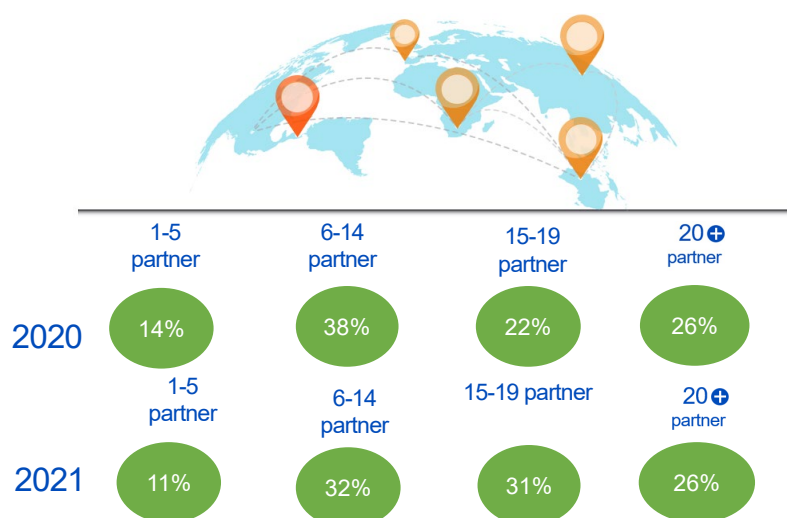 1-5
partner
6-14
partner
15-19
partner
20+
partner
2020
14%
38%
22%
26%
1-5
partner
6-14
partner
15-19 partner
20+
partner
2021
11%
32%
31%
26%